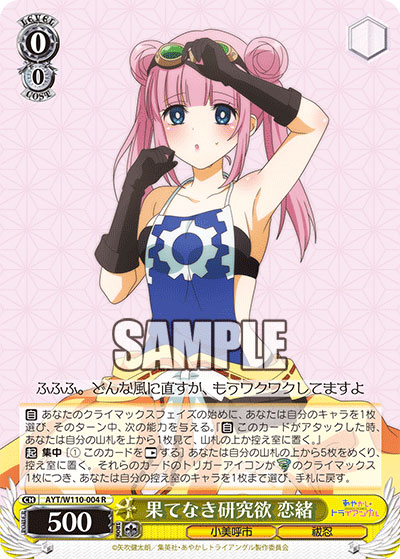 LEVEL
0
0
COST
SAMPLE
ふふふ。どんな風に直すか、もうワクワクしてますよ
自 あなたのクライマックスフェイズの始めに、あなたは自分のキャラを1枚
選び、そのターン中、次の能力を与える。『自 このカードがアタックした時、
あなたは自分の山札を上から1枚見て、山札の上か控え室に置く。』
起 集中 [① このカードを する] あなたは自分の山札の上から5枚をめくり、
控え室に置く。それらのカードのトリガーアイコンが のクライマックス
1枚につき、あなたは自分の控え室のキャラを1枚まで選び、手札に戻す。
CH AYT/W110-004 R
500
果てなき研究欲 恋緒
小美呼市
祓忍
あやかし
トライアングル
©矢吹健太朗／集英社・あやかしトライアングル製作委員会